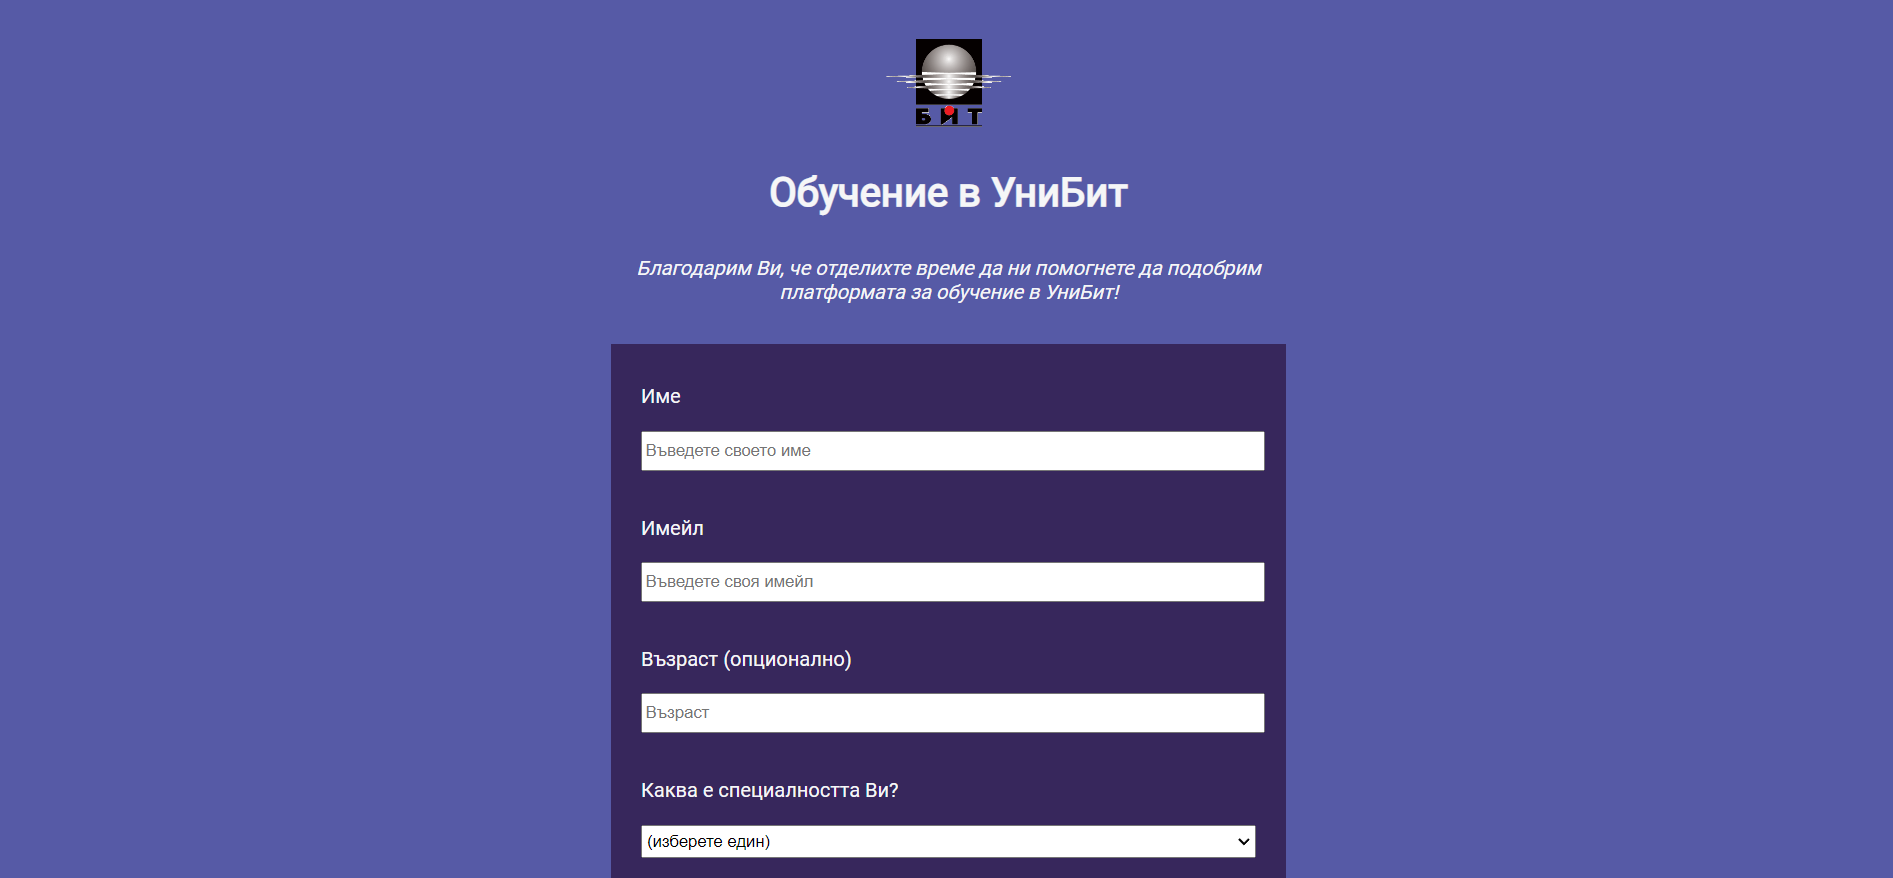 БИТ
Обучение в УниБит
Благодарим Ви, че отделихте време да ни помогнете да подобрим
платформата за обучение в УниБит!
Име
Въведете своето име
Имейл
Въведете своя имейл
Възраст (опционално)
Възраст
Каква е специалността Ви?
(изберете един)